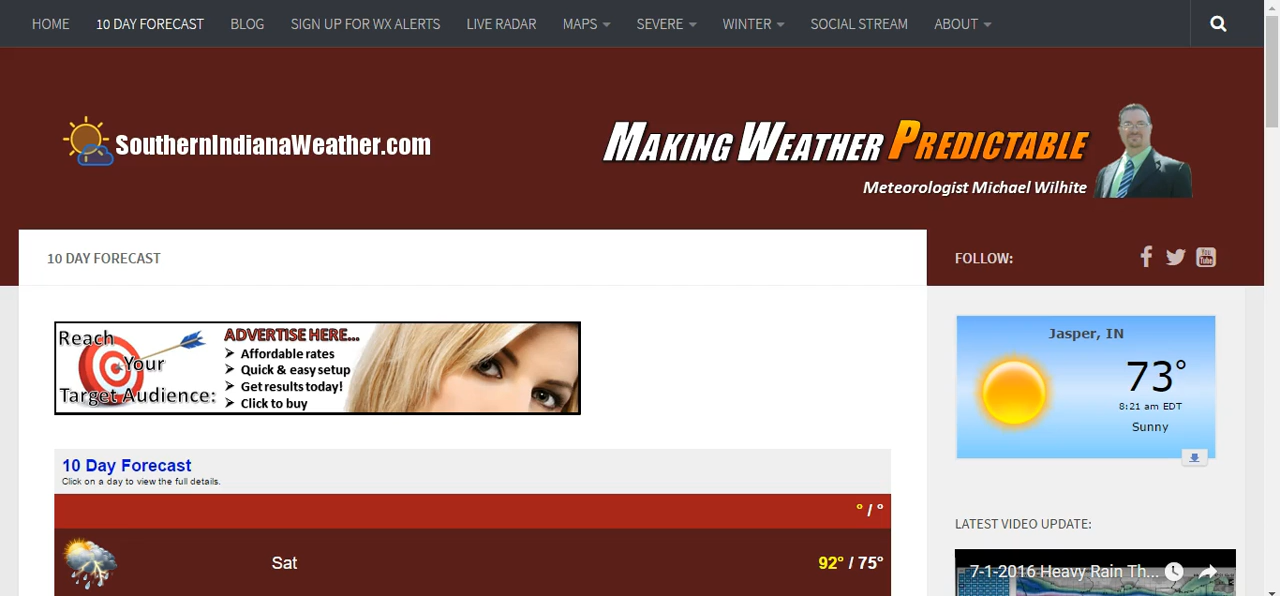 HOME 10 DAY FORECAST BLOG SIGN UP FOR WX ALERTS LIVE RADAR MAPS SEVERE WINTER SOCIAL STREAM ABOUT
SouthernIndianaWeather.com
MAKING WEATHER PREDICTABLE
Meteorologist Michael Wilhite
10 DAY FORECAST
FOLLOW:
You
Tube
Reach
Your
Target Audience:
ADVERTISE HERE...
➢ Affordable rates
➢ Quick & easy setup
➢ Get results today!
➢ Click to buy
10 Day Forecast
Click on a day to view the full details.
° / °
Sat 92° / 75°
Jasper, IN
73°
8:21 am EDT
Sunny
LATEST VIDEO UPDATE:
7-1-2016 Heavy Rain Th...